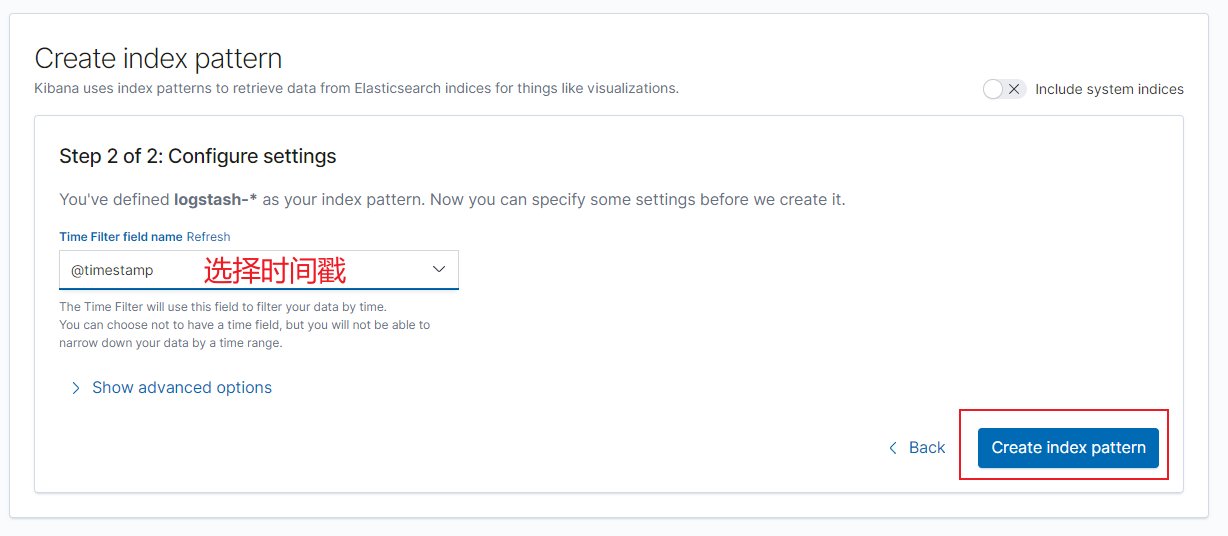 Create index pattern
Kibana uses index patterns to retrieve data from Elasticsearch indices for things like visualizations.
Include system indices
Step 2 of 2: Configure settings
You've defined logstash-* as your index pattern. Now you can specify some settings before we create it.
Time Filter field name Refresh
@timestamp 选择时间戳
The Time Filter will use this field to filter your data by time.
You can choose not to have a time field, but you will not be able to
narrow down your data by a time range.
Show advanced options
Back Create index pattern